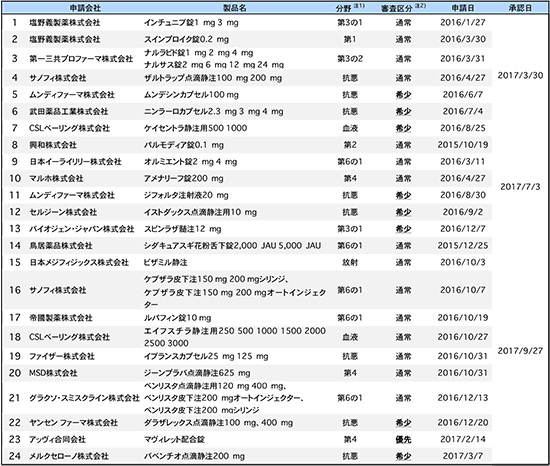 申請会社 製品名 分野 注1) 審査区分 注2) 申請日 承認日
1 塩野義製薬株式会社 インチュニブ錠1 mg 3 mg 第3の1 通常 2016/1/27
2 塩野義製薬株式会社 スインプロイク錠0.2 mg 第1 通常 2016/3/30
3 第一三共プロファーマ株式会社 ナルラピド錠1 mg 2 mg 4 mg 第3の2 通常 2016/3/30
ナルサス錠2 mg 6 mg 12 mg 24 mg
4 サノフィ株式会社 ザルトラップ点滴静注100 mg 200 mg 抗悪 通常 2016/4/27 2017/3/30
5 ムンディファーマ株式会社 ムンデシンカプセル100 mg 抗悪 希少 2016/6/7
6 武田薬品工業株式会社 ニンラーロカプセル2.3 mg 3 mg 4 mg 抗悪 希少 2016/7/4
7 CSLベーリング株式会社 ケイセントラ静注用500 1000 血液 希少 2016/8/25
8 興和株式会社 パルモディア錠0.1 mg 第2 通常 2015/10/19
9 日本イーライリリー株式会社 オルミエント錠2 mg 4 mg 第6の1 通常 2016/3/11
10 マルホ株式会社 アメナリーフ錠200 mg 第4 通常 2016/4/27 2017/7/3
11 ムンディファーマ株式会社 ジフォルタ注射液20 mg 抗悪 希少 2016/8/30
12 セルジーン株式会社 イストダックス点滴静注用10 mg 抗悪 希少 2016/9/2
13 バイオジェン・ジャパン株式会社 スピンラザ髄注12 mg 第3の1 希少 2016/12/7
14 鳥居薬品株式会社 シダキュアスギ花粉舌下錠2,000 JAU 5,000 JAU 第6の1 通常 2015/12/25
15 日本メジフィジックス株式会社 ビザミル静注 放射 通常 2016/10/3
16 サノフィ株式会社 ケブザラ皮下注150 mg 200 mgシリンジ、 第6の1 通常 2016/10/7
ケブザラ皮下注150 mg 200 mgオートインジェク
ター
17 帝國製薬株式会社 ルパフィン錠10 mg 第6の1 通常 2016/10/19
18 CSLベーリング株式会社 エイフスチラ静注用250 500 1000 1500 2000 血液 通常 2016/10/27
2500 3000
19 ファイザー株式会社 イブランスカプセル25 mg 125 mg 抗悪 通常 2016/10/31 2017/9/27
20 MSD株式会社 ジーンプラバ点滴静注625 mg 第4 通常 2016/10/31
21 グラクソ・スミスクライン株式会社 ベンリスタ点滴静注用120 mg 400 mg、 第6の1 通常 2016/12/13
ベンリスタ皮下注200 mgオートインジェクター、
ベンリスタ皮下注200 mgシリンジ
22 ヤンセン ファーマ株式会社 ダラザレックス点滴静注100 mg、400 mg 抗悪 希少 2016/12/20
23 アッヴィ合同会社 マヴィレット配合錠 第4 優先 2017/2/14
24 メルクセローノ株式会社 バベンチオ点滴静注200 mg 抗悪 希少 2017/3/7